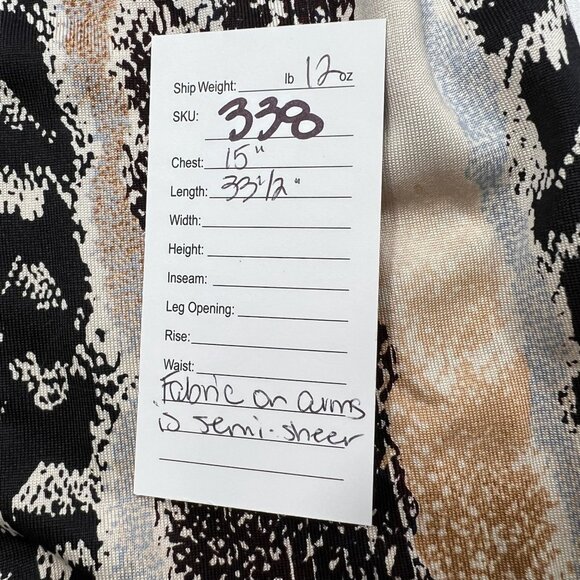 Ship Weight: lb 12 oz
SKU: 338
Chest: 15"
Length: 33 1/2"
Width:
Height:
Inseam:
Leg Opening:
Rise:
Waist:
Fabric on arms
is semi-sheer